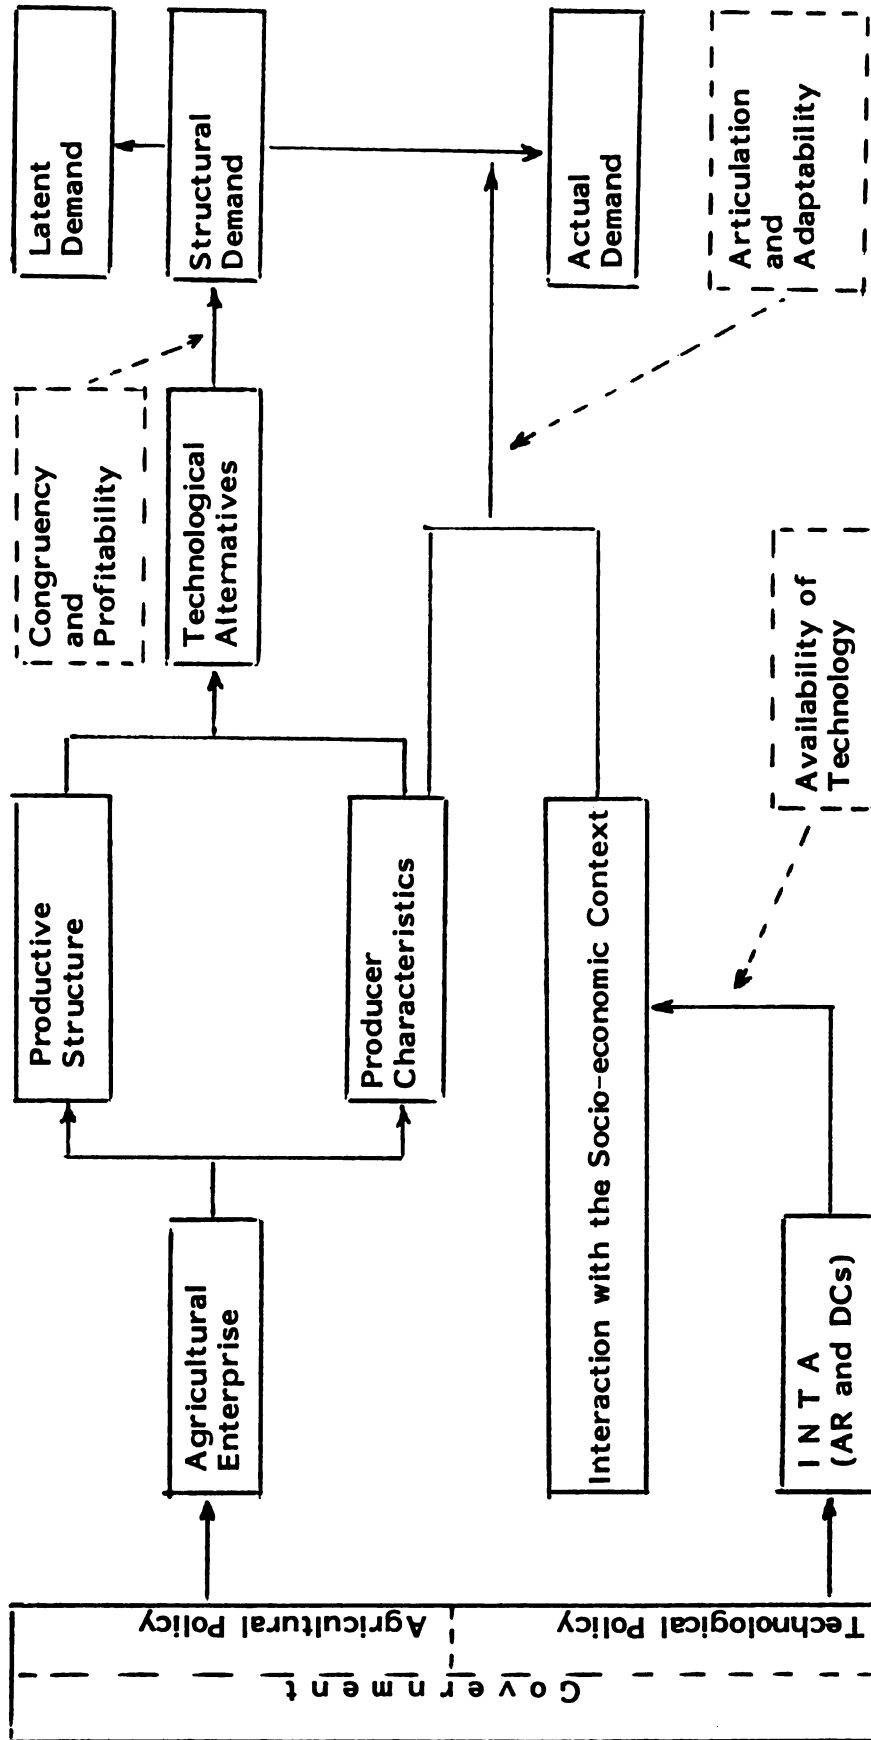 Government
Agricultural Policy
Technological Policy
Agricultural
Enterprise
I N T A
(AR and DCs)
Productive
Structure
Producer
Characteristics
Interaction with the Socio-economic Context
Congruency
and
Profitability
Technological
Alternatives
Availability of
Technology
Latent
Demand
Structural
Demand
Actual
Demand
Articulation
and
Adaptability